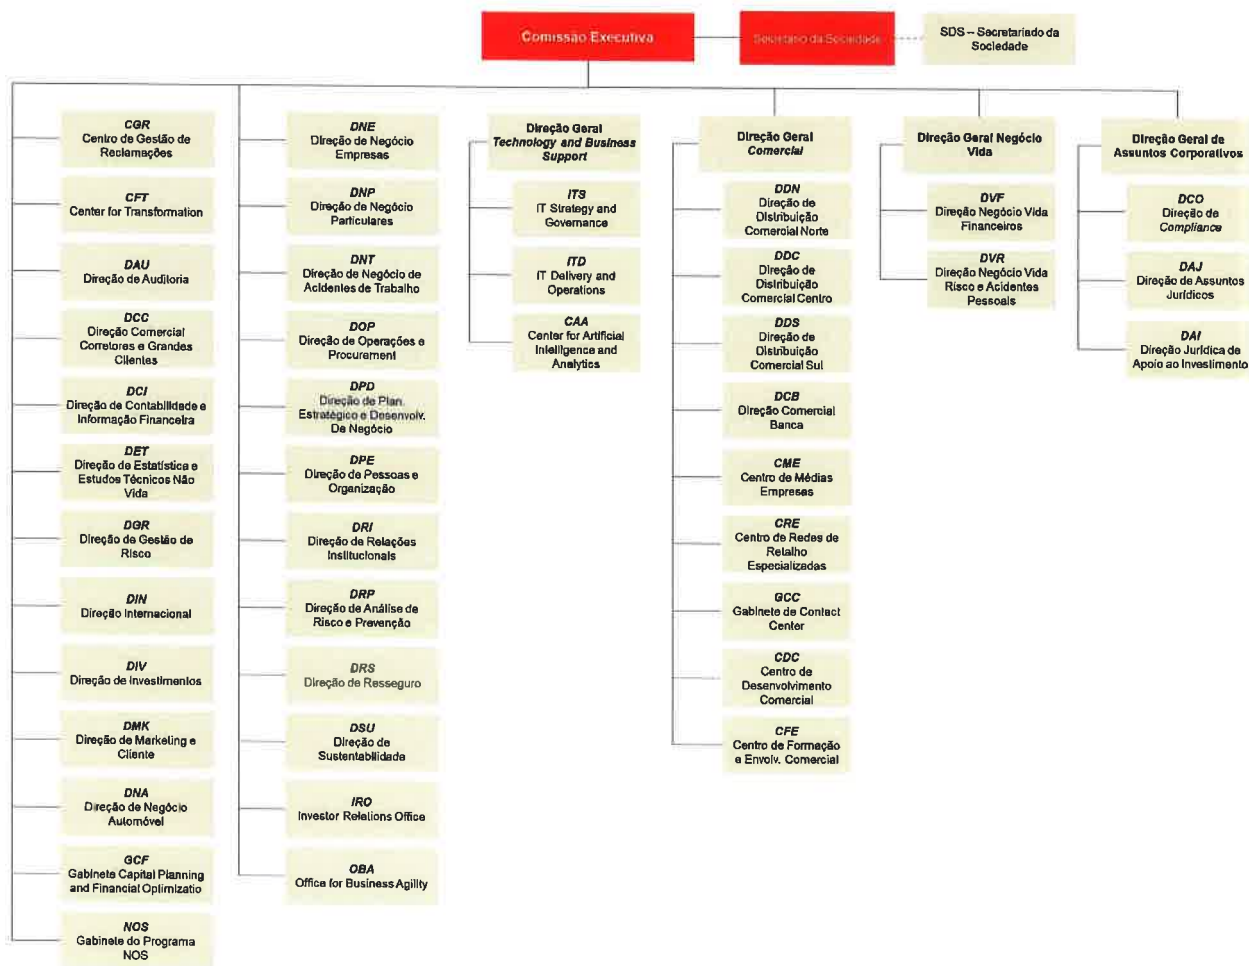 Comissão Executiva
Secretário da Sociedade
SDS – Secretariado da
Sociedade
CGR
Centro de Gestão de
Reclamações
CFT
Center for Transformation
DAU
Direção de Auditoria
DCC
Direção Comercial
Corretores e Grandes
Clientes
DCI
Direção de Contabilidade e
Informação Financeira
DET
Direção de Estatística e
Estudos Técnicos Não
Vida
DGR
Direção de Gestão de
Risco
DIN
Direção Internacional
DIV
Direção de Investimentos
DMK
Direção de Marketing e
Cliente
DNA
Direção de Negócio
Automóvel
GCF
Gabinete Capital Planning
and Financial Optimizatio
NOS
Gabinete do Programa
NOS
DNE
Direção de Negócio
Empresas
DNP
Direção de Negócio
Particulares
DNT
Direção de Negócio de
Acidentes de Trabalho
DOP
Direção de Operações e
Procurement
DPD
Direção de Plan.
Estratégico e Desenvolv.
De Negócio
DPE
Direção de Pessoas e
Organização
DRI
Direção de Relações
Institucionais
DRP
Direção de Análise de
Risco e Prevenção
DRS
Direção de Resseguro
DSU
Direção de
Sustentabilidade
IRO
Investor Relations Office
OBA
Office for Business Agility
Direção Geral
Technology and Business
Support
ITS
IT Strategy and
Governance
ITD
IT Delivery and
Operations
CAA
Center for Artificial
Intelligence and
Analytics
Direção Geral
Comercial
DDN
Direção de
Distribuição
Comercial Norte
DDC
Direção de
Distribuição
Comercial Centro
DDS
Direção de
Distribuição
Comercial Sul
DCB
Direção Comercial
Banca
CME
Centro de Médias
Empresas
CRE
Centro de Redes de
Retalho
Especializadas
GCC
Gabinete de Contact
Center
CDC
Centro de
Desenvolvimento
Comercial
CFE
Centro de Formação
e Envolv. Comercial
Direção Geral Negócio
Vida
DVF
Direção Negócio Vida
Financeiros
DVR
Direção Negócio Vida
Risco e Acidentes
Pessoais
Direção Geral de
Assuntos Corporativos
DCO
Direção de
Compliance
DAJ
Direção de Assuntos
Jurídicos
DAI
Direção Jurídica de
Apoio ao Investimento